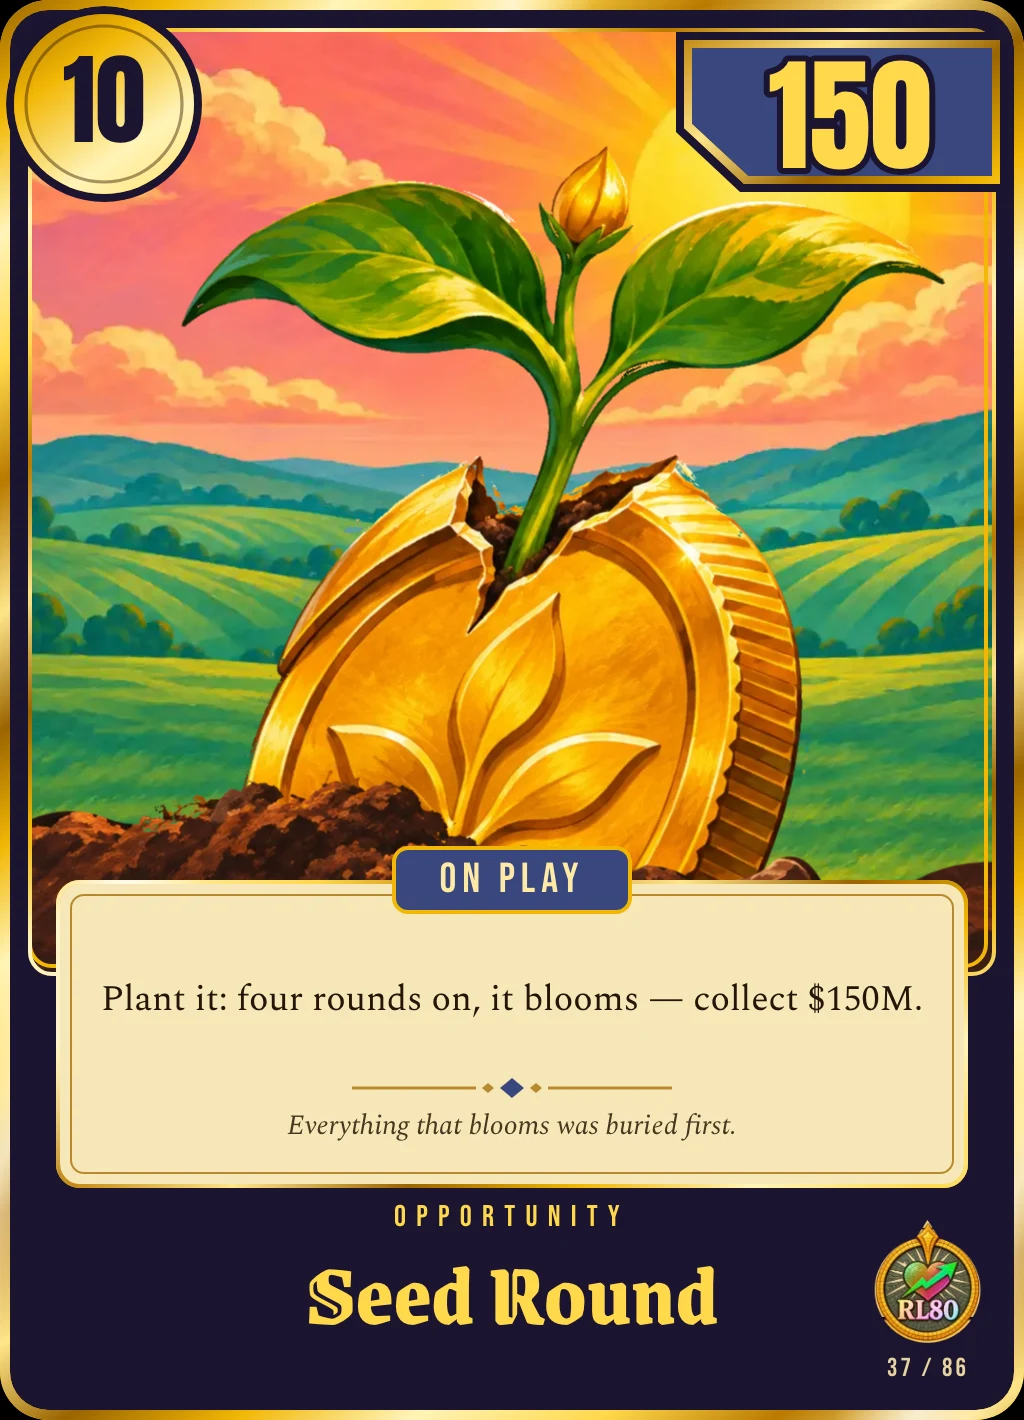 10
150
ON PLAY
Plant it: four rounds on, it blooms — collect $150M.
Everything that blooms was buried first.
OPPORTUNITY
Seed Round
RL80
37 / 86